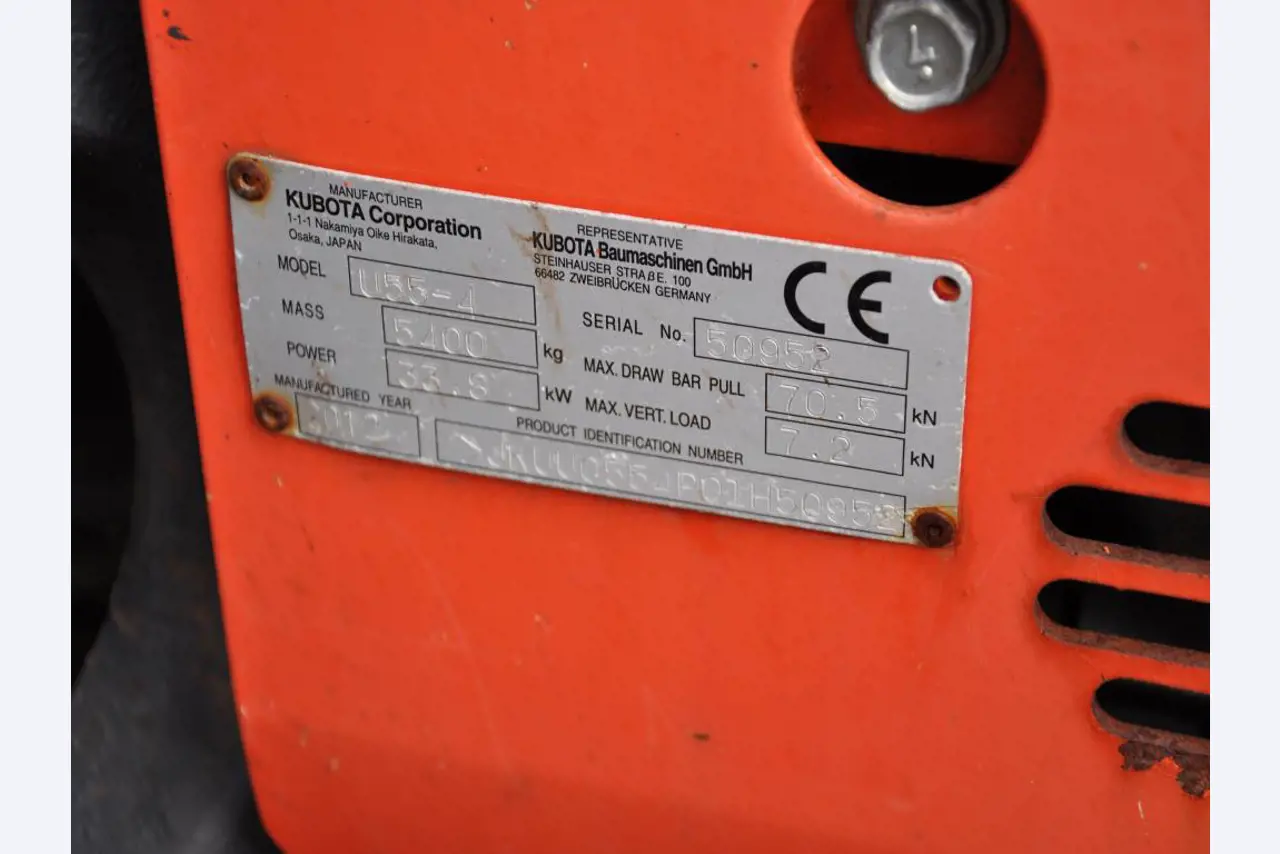 MANUFACTURER
KUBOTA Corporation
1-1-1 Nakamiya Oike Hirakata,
Osaka, JAPAN
REPRESENTATIVE
KUBOTA Baumaschinen GmbH
STEINHAUSER STRAßE. 100
66482 ZWEIBRÜCKEN GERMANY
CE
MODEL U55-4
MASS 5400 kg
POWER 33.8 kW
MANUFACTURED YEAR
2012
SERIAL No. 50952
MAX. DRAW BAR PULL 70.5 kN
MAX. VERT. LOAD 7.2 kN
PRODUCT IDENTIFICATION NUMBER
JKUU055JP01H50952
4